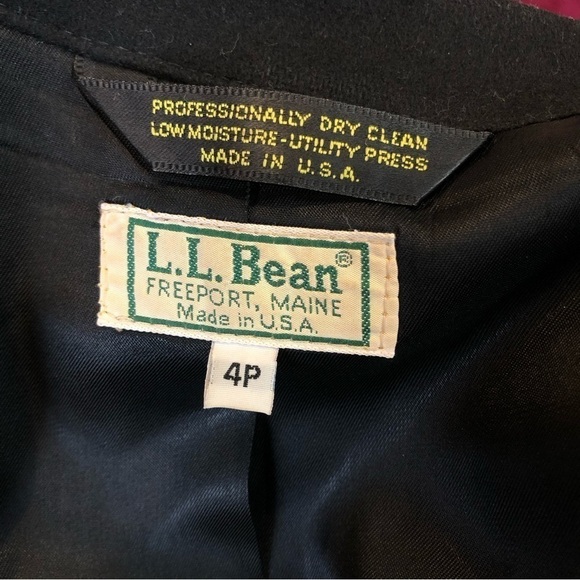 PROFESSIONALLY DRY CLEAN
LOW MOISTURE-UTILITY PRESS
MADE IN U.S.A.
L.L.Bean®
FREEPORT, MAINE
Made in U.S.A.
4P